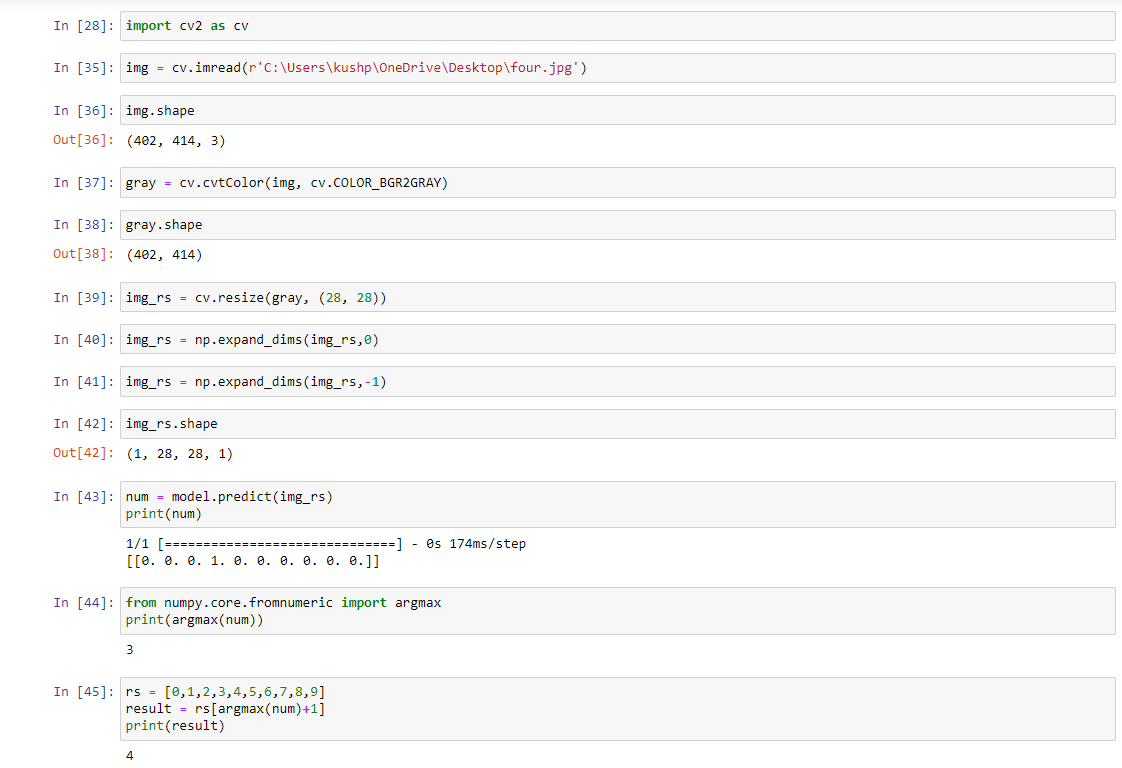 In [28]: import cv2 as cv
In [35]: img = cv.imread(r'C:\Users\kushp\OneDrive\Desktop\four.jpg')
In [36]: img.shape
Out[36]: (402, 414, 3)
In [37]: gray = cv.cvtColor(img, cv.COLOR_BGR2GRAY)
In [38]: gray.shape
Out[38]: (402, 414)
In [39]: img_rs = cv.resize(gray, (28, 28))
In [40]: img_rs = np.expand_dims(img_rs,0)
In [41]: img_rs = np.expand_dims(img_rs,-1)
In [42]: img_rs.shape
Out[42]: (1, 28, 28, 1)
In [43]: num = model.predict(img_rs)
print(num)
1/1 [==============================] - 0s 174ms/step
[[0. 0. 0. 1. 0. 0. 0. 0. 0. 0.]]
In [44]: from numpy.core.fromnumeric import argmax
print(argmax(num))
3
In [45]: rs = [0,1,2,3,4,5,6,7,8,9]
result = rs[argmax(num)+1]
print(result)
4